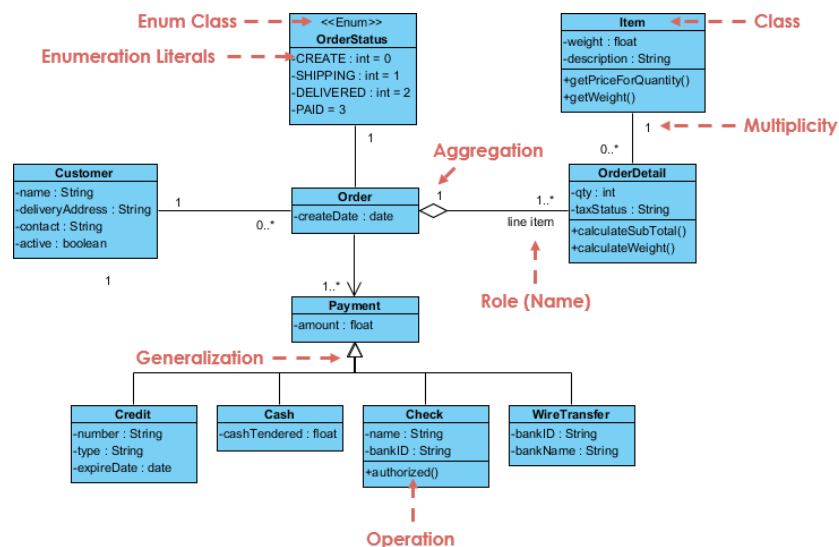 Enum Class
<<Enum>>
OrderStatus
-CREATE : int = 0
-SHIPPING : int = 1
-DELIVERED : int = 2
-PAID = 3
Enumeration Literals
Item
-weight : float
-description : String
+getPriceForQuantity()
+getWeight()
Class
1
Multiplicity
0..*
1
1
Aggregation
Customer
-name : String
-deliveryAddress : String
-contact : String
-active : boolean
1
0..*
Order
-createDate : date
1
1..*
line item
OrderDetail
-qty : int
-taxStatus : String
+calculateSubTotal()
+calculateWeight()
1
1..*
Role (Name)
Payment
-amount : float
Generalization
Credit
-number : String
-type : String
-expireDate : date
Cash
-cashTendered : float
Check
-name : String
-bankID : String
+authorized()
WireTransfer
-bankID : String
-bankName : String
Operation